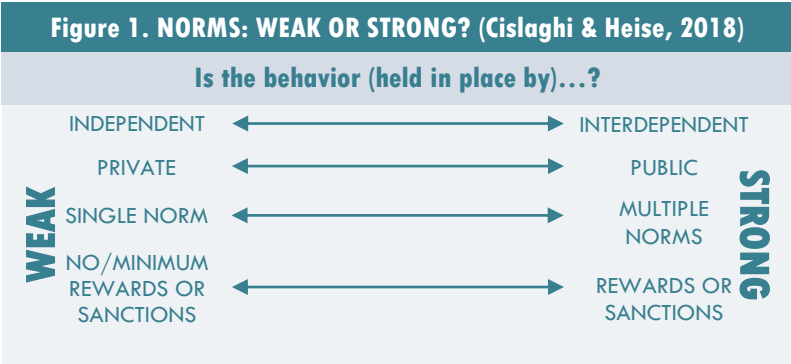 Figure 1. NORMS: WEAK OR STRONG? (Cislaghi & Heise, 2018)
Is the behavior (held in place by)...?
WEAK
STRONG
INDEPENDENT
INTERDEPENDENT
PRIVATE
PUBLIC
SINGLE NORM
MULTIPLE
NORMS
NO/MINIMUM
REWARDS OR
SANCTIONS
REWARDS OR
SANCTIONS